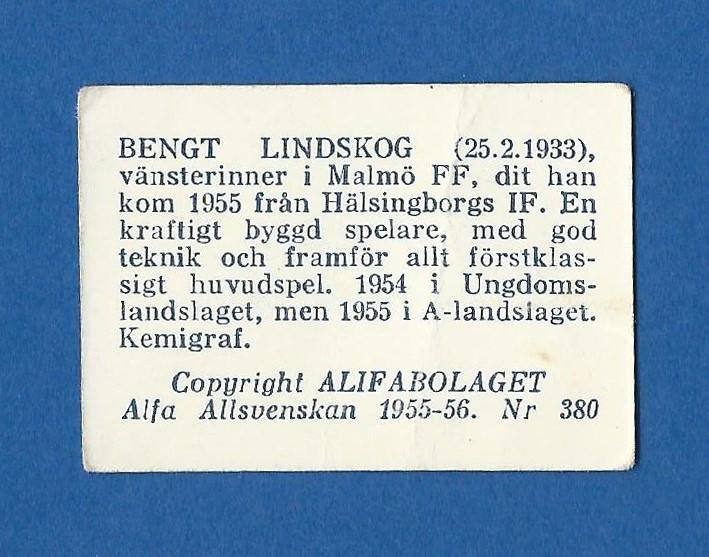 BENGT LINDSKOG (25.2.1933),
vänsterinner i Malmö FF, dit han
kom 1955 från Hälsingborgs IF. En
kraftigt byggd spelare, med god
teknik och framför allt förstklas-
sigt huvudspel. 1954 i Ungdoms-
landslaget, men 1955 i A-landslaget.
Kemigraf.
Copyright ALIFABOLAGET
Alfa Allsvenskan 1955-56. Nr 380